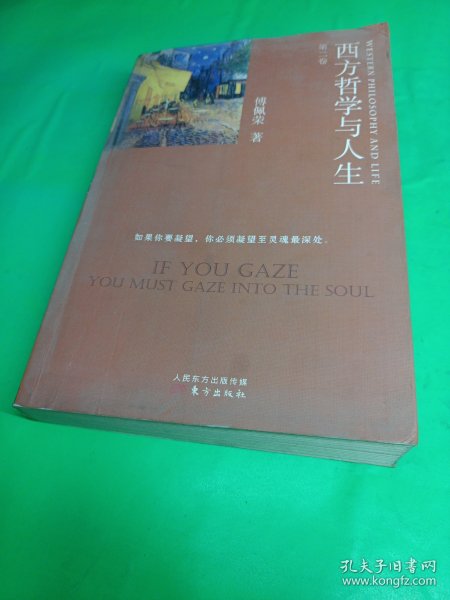 西方哲学与人生
WESTERN PHILOSOPHY AND LIFE
第二卷
傅佩荣 著
如果你要凝望，你必须凝望至灵魂最深处。
IF YOU GAZE
YOU MUST GAZE INTO THE SOUL
人民东方出版传媒
东方出版社
孔夫子旧书网
www.kongfz.com